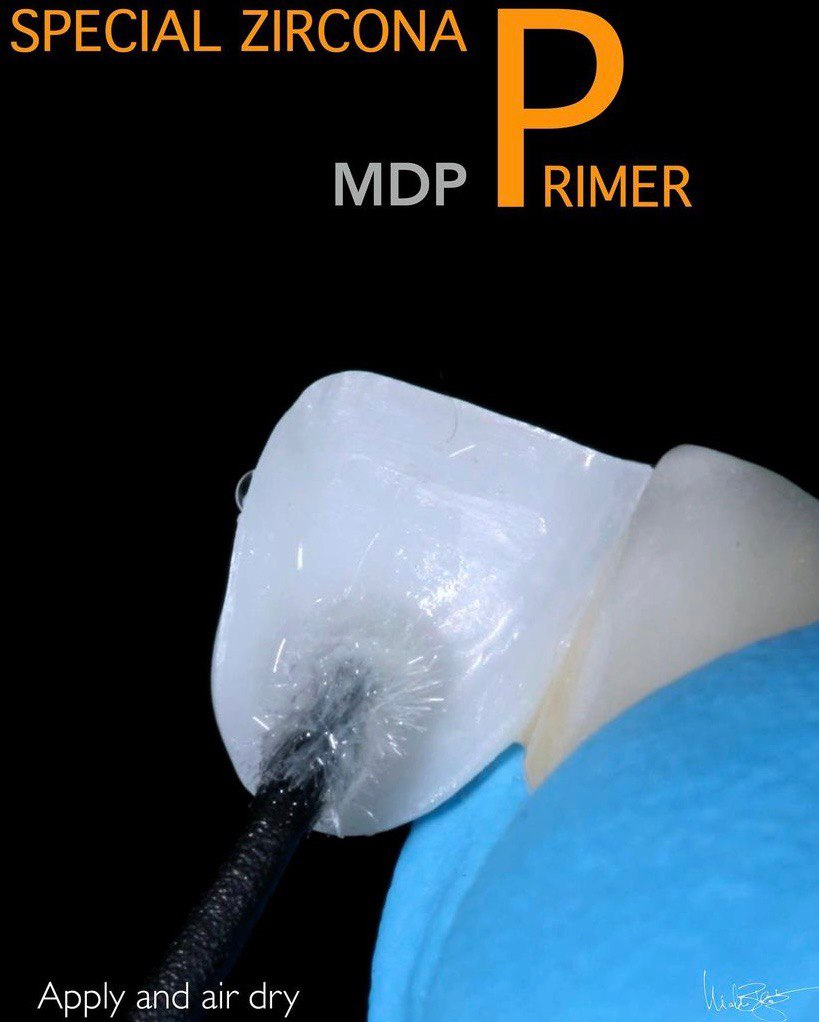 SPECIAL ZIRCONA
MDP PRIMER
Apply and air dry